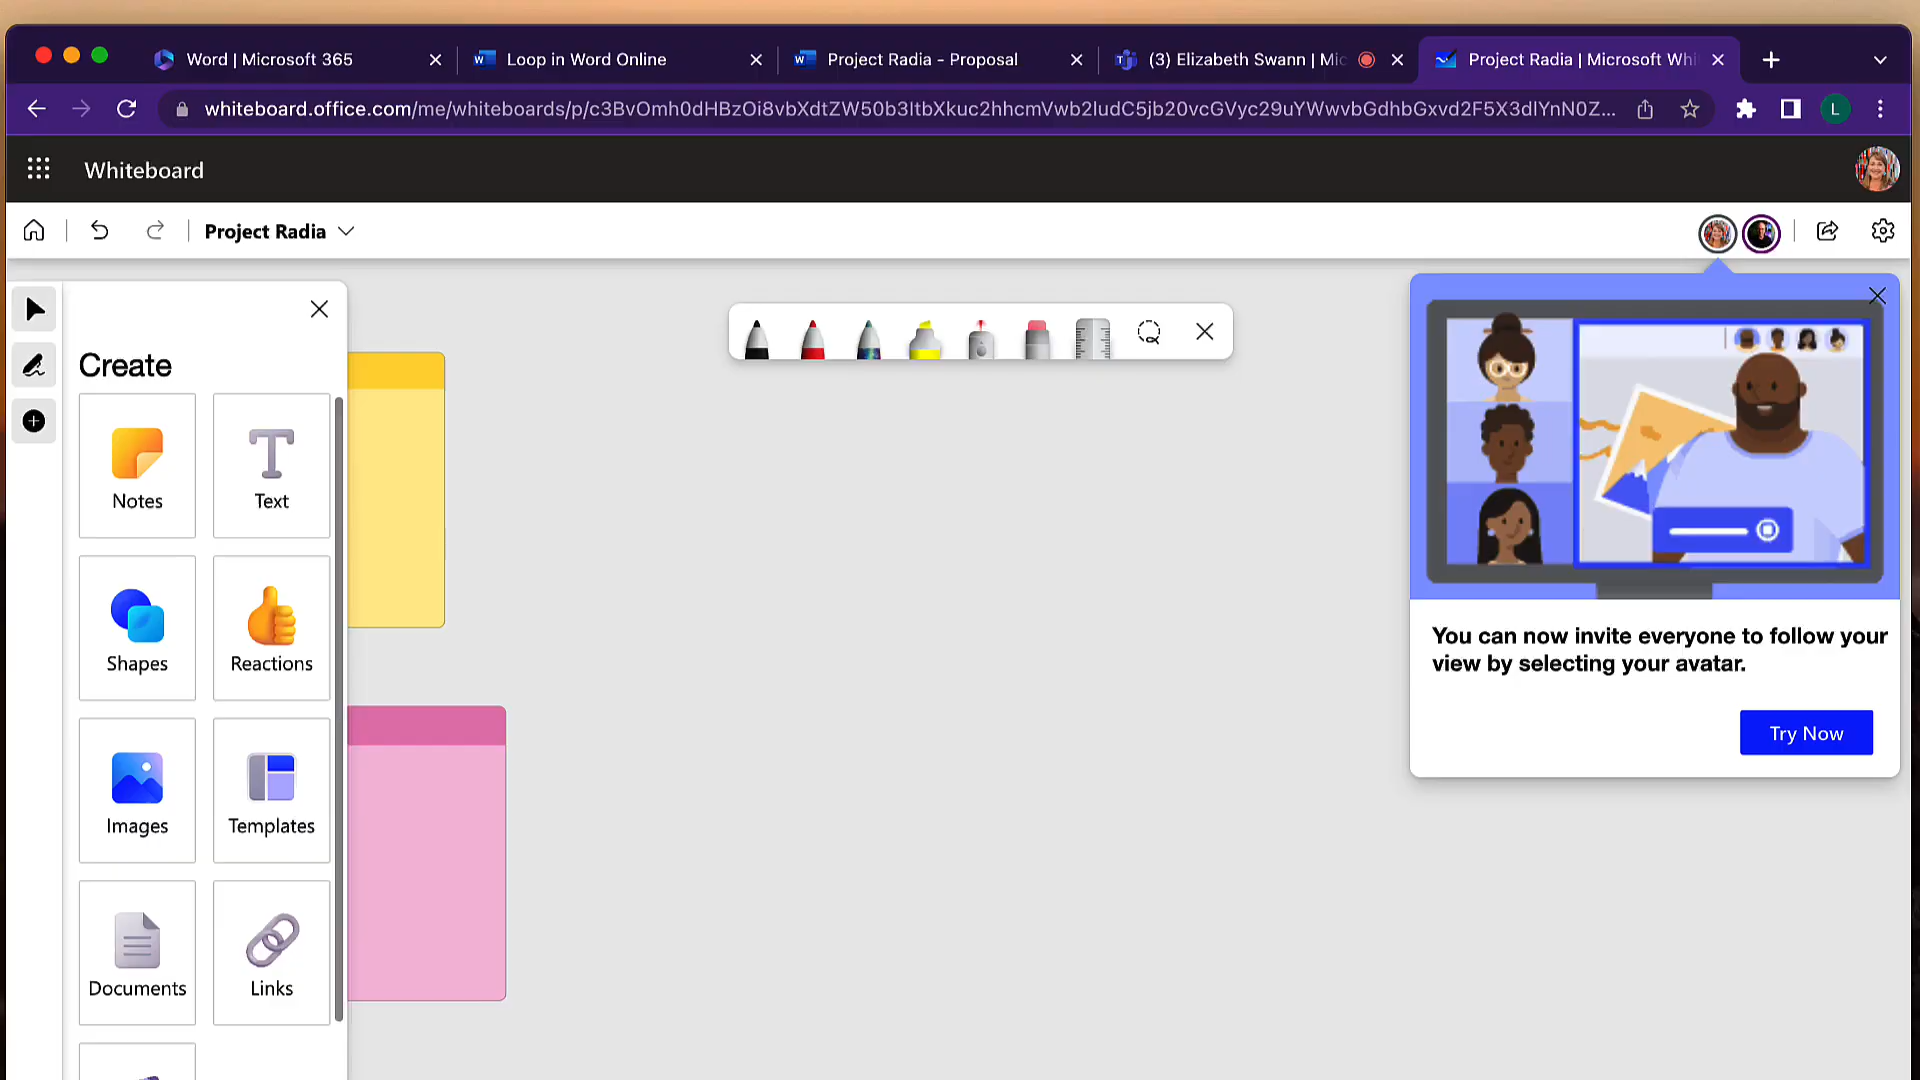 Word | Microsoft 365
Loop in Word Online
Project Radia - Proposal
(3) Elizabeth Swann | Mic
Project Radia | Microsoft Whi
whiteboard.office.com/me/whiteboards/p/c3BvOmh0dHBzOi8vbXdtZW50b3ItbXkuc2hhcmVwb2ludC5jb20vcGVyc29uYWwvbGdhbGxvd2F5X3dlYnN0Z...
L
Whiteboard
Project Radia
Create
Notes
Text
Shapes
Reactions
Images
Templates
Documents
Links
You can now invite everyone to follow your
view by selecting your avatar.
Try Now